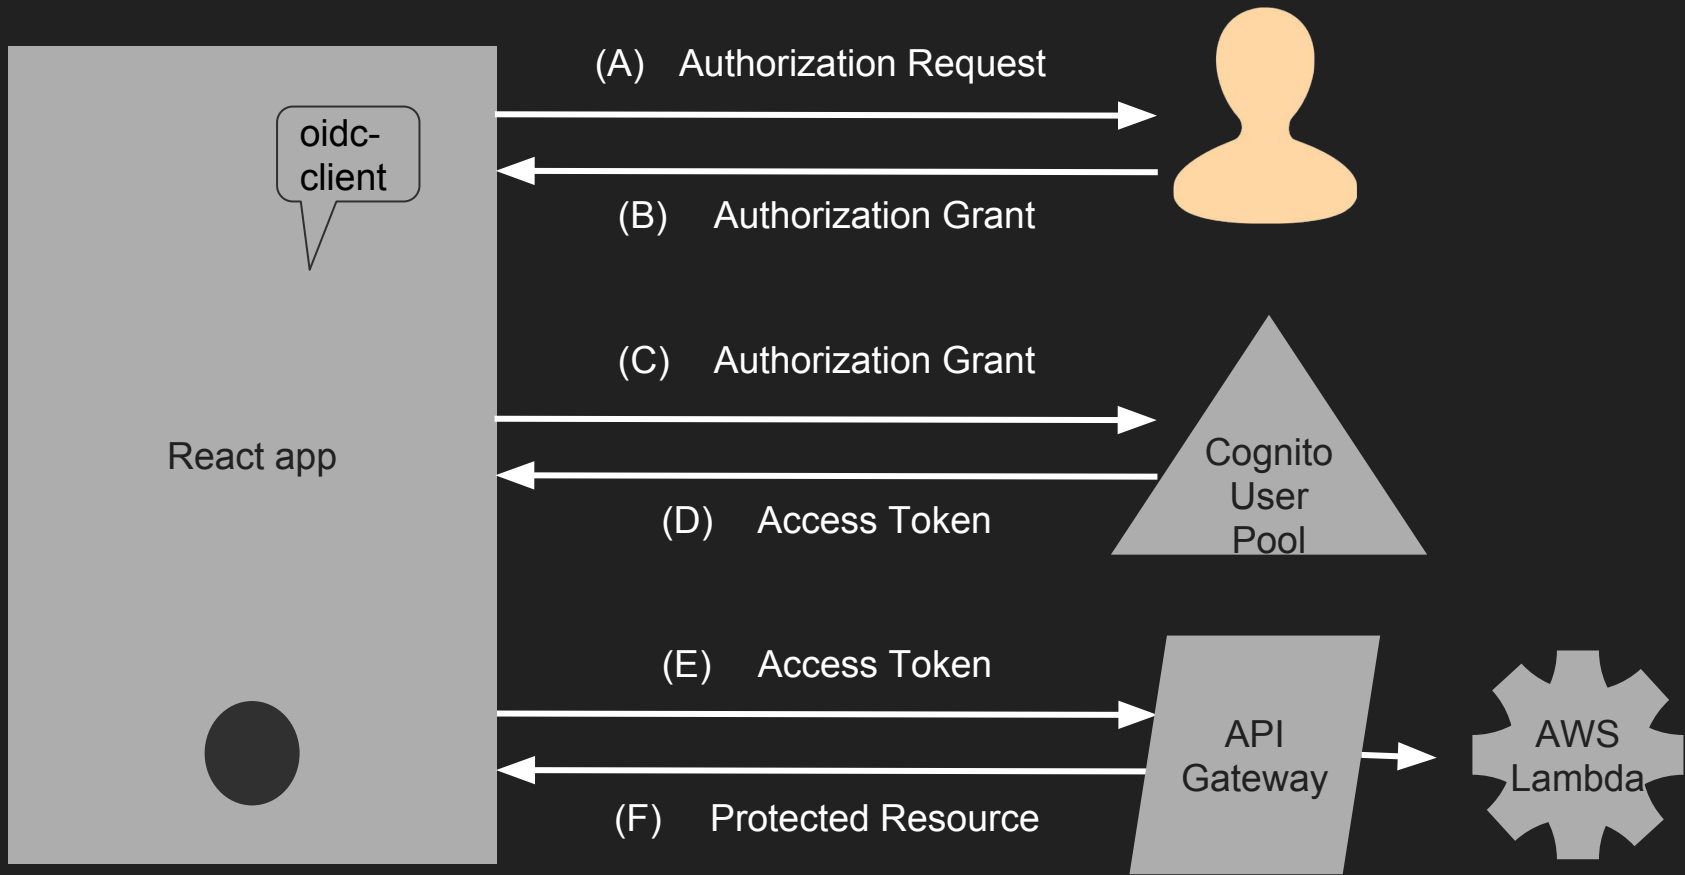 (A) Authorization Request
oidc-
client
(B) Authorization Grant
(C) Authorization Grant
React app
Cognito
User
Pool
(D) Access Token
(E) Access Token
API
Gateway
AWS
Lambda
(F) Protected Resource